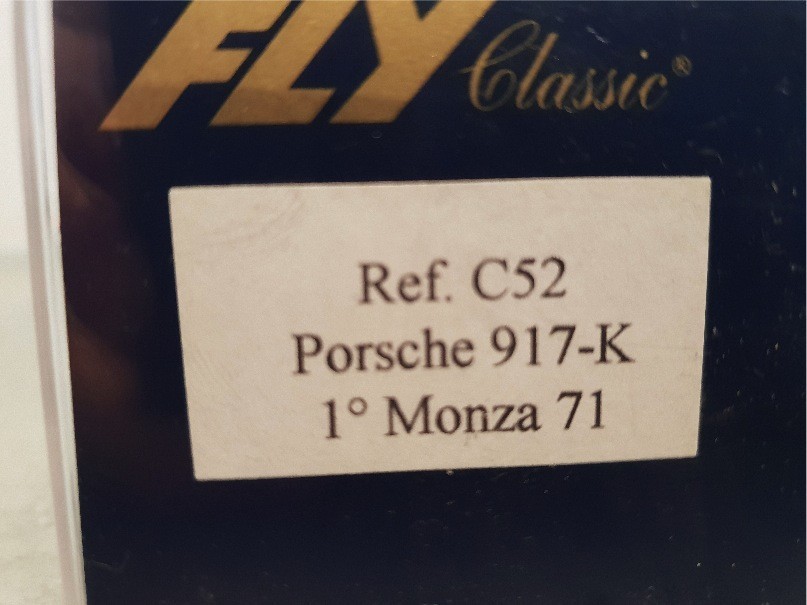 FLY Classic®
Ref. C52
Porsche 917-K
1° Monza 71